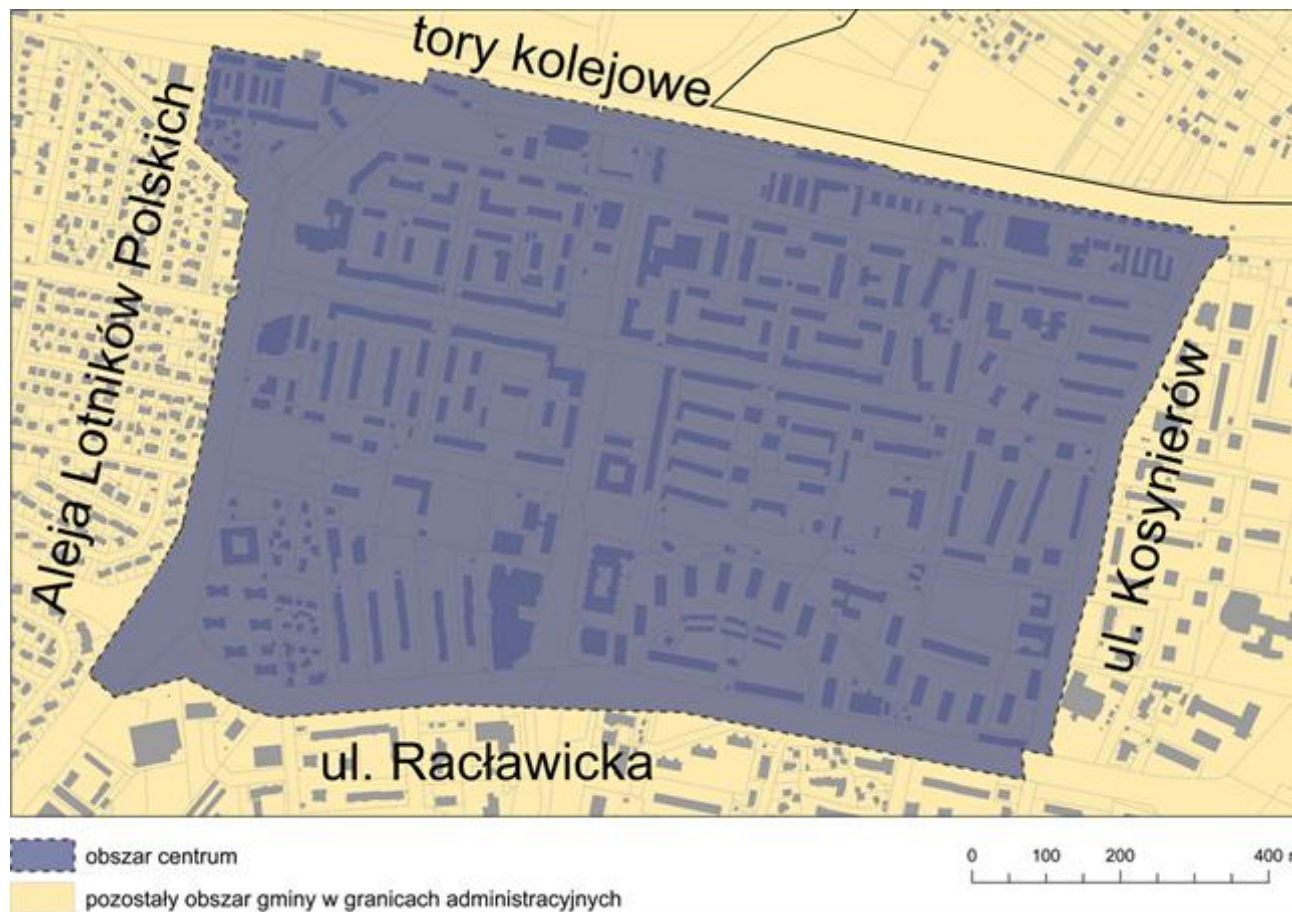 tory kolejowe
Aleja Lotników Polskich
ul. Kosynierów
ul. Racławicka
obszar centrum
0 100 200 400 m
pozostały obszar gminy w granicach administracyjnych